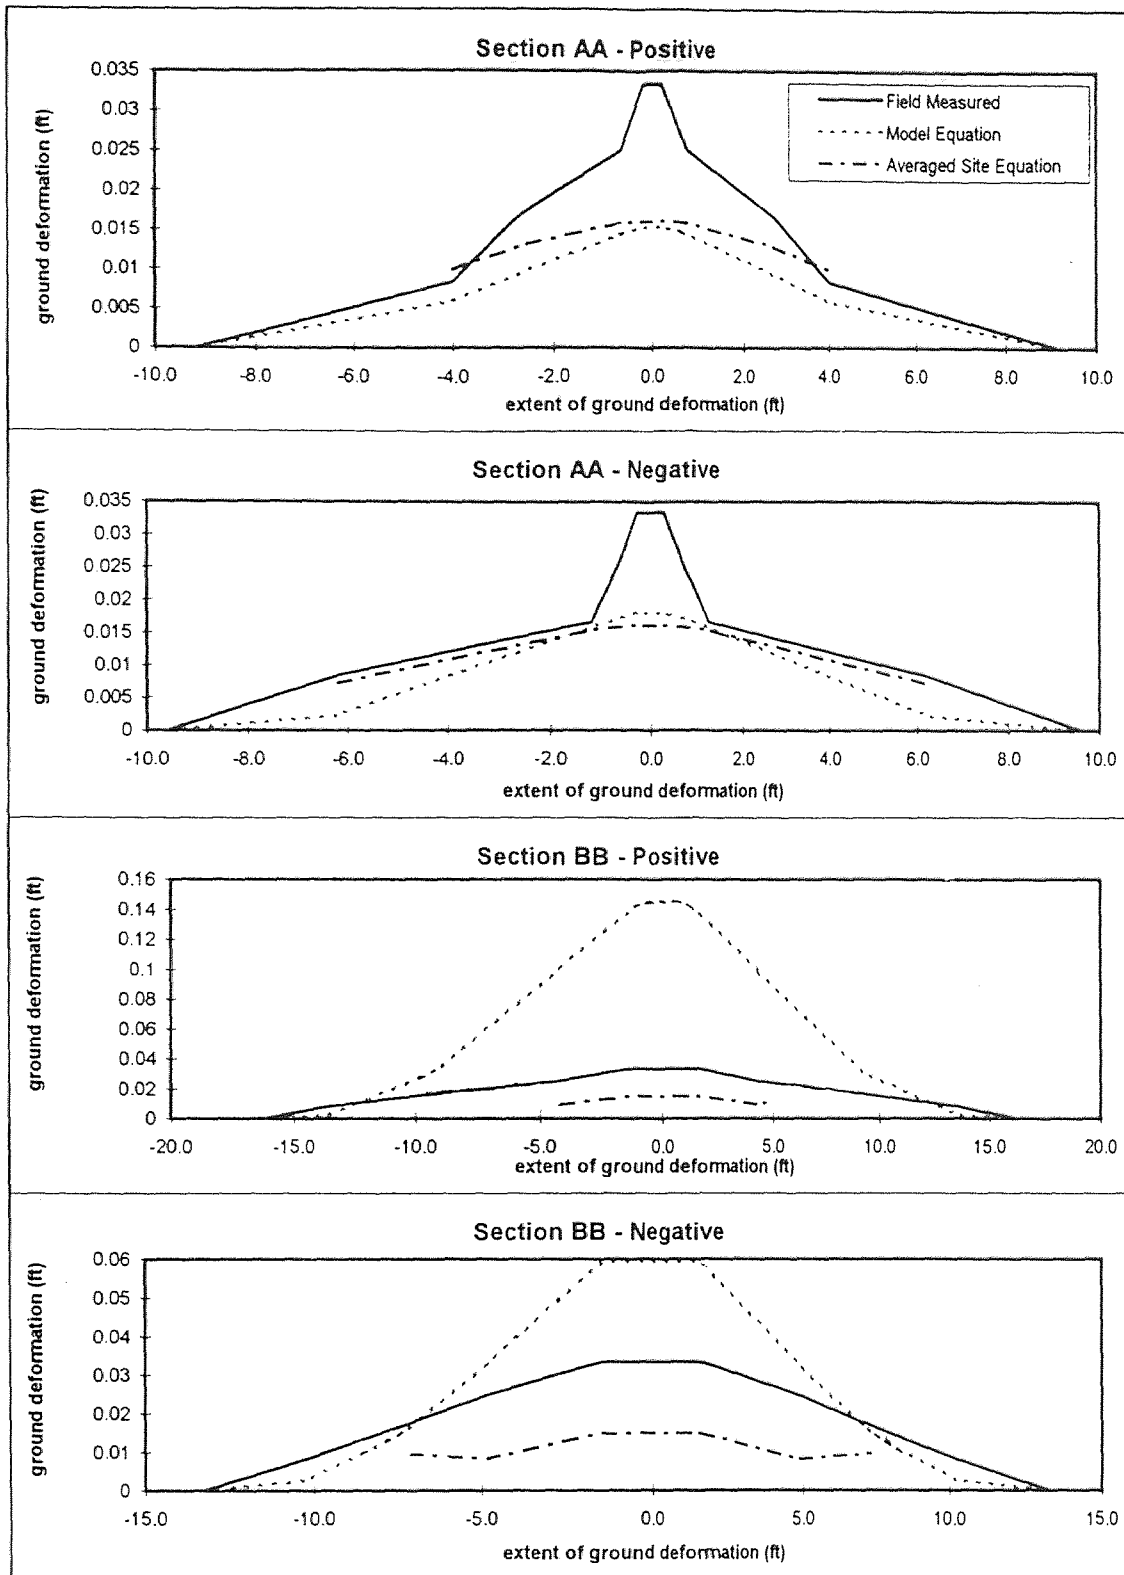 Section AA - Positive
ground deformation (ft)
0.035
0.03
0.025
0.02
0.015
0.01
0.005
0
Field Measured
Model Equation
Averaged Site Equation
-10.0 -8.0 -6.0 -4.0 -2.0 0.0 2.0 4.0 6.0 8.0 10.0
extent of ground deformation (ft)
Section AA - Negative
ground deformation (ft)
0.035
0.03
0.025
0.02
0.015
0.01
0.005
0
-10.0 -8.0 -6.0 -4.0 -2.0 0.0 2.0 4.0 6.0 8.0 10.0
extent of ground deformation (ft)
Section BB - Positive
ground deformation (ft)
0.16
0.14
0.12
0.1
0.08
0.06
0.04
0.02
0
-20.0 -15.0 -10.0 -5.0 0.0 5.0 10.0 15.0 20.0
extent of ground deformation (ft)
Section BB - Negative
ground deformation (ft)
0.06
0.05
0.04
0.03
0.02
0.01
0
-15.0 -10.0 -5.0 0.0 5.0 10.0 15.0
extent of ground deformation (ft)